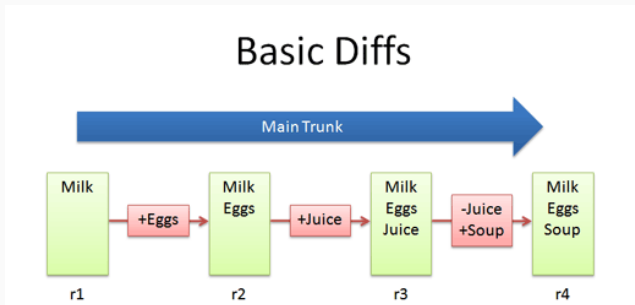 Basic Diffs
Main Trunk
Milk
+Eggs
Milk
Eggs
+Juice
Milk
Eggs
Juice
-Juice
+Soup
Milk
Eggs
Soup
r1
r2
r3
r4